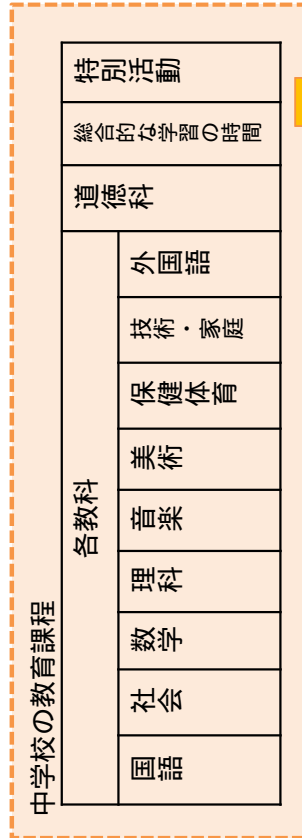 中学校の教育課程
各教科
国語
社会
数学
理科
音楽
美術
保健体育
技術・家庭
外国語
道徳科
総合的な学習の時間
特別活動